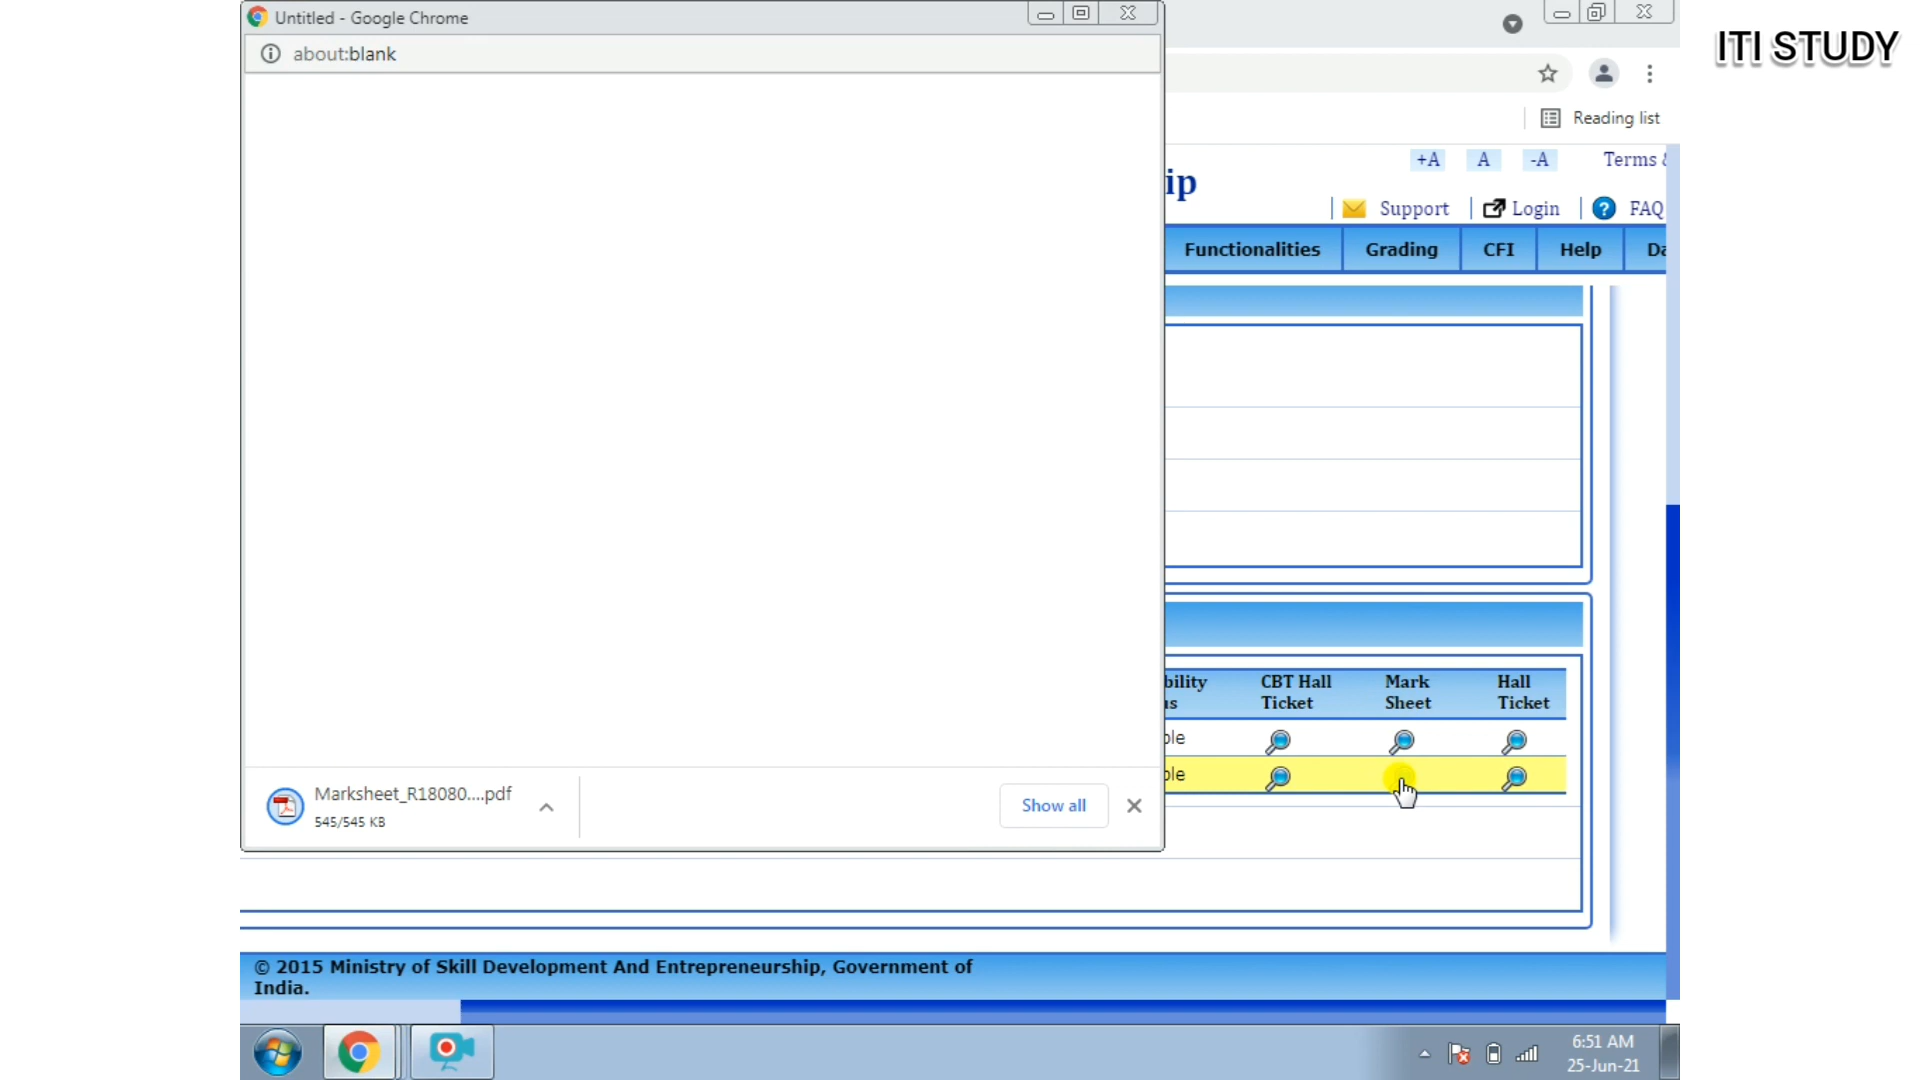 Untitled - Google Chrome
about:blank
ITI STUDY
Reading list
+A A -A Terms &
ip
Support Login FAQ
Functionalities Grading CFI Help Da
bility CBT Hall Mark Hall
us Ticket Sheet Ticket
ble
ble
Marksheet_R18080....pdf
545/545 KB
Show all
© 2015 Ministry of Skill Development And Entrepreneurship, Government of
India.
6:51 AM
25-Jun-21